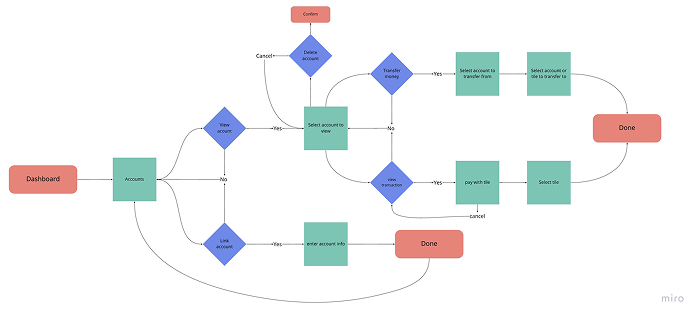 Confirm
Cancel
Delete
account
Transfer
money
Yes
Select account to
transfer from
Select account or
tile to transfer to
View
acount
Yes
Select account to
view
No
Done
Dashboard
Accounts
No
new
transaction
Yes
pay with tile
Select tile
cancel
Link
account
Yes
enter account info
Done
miro